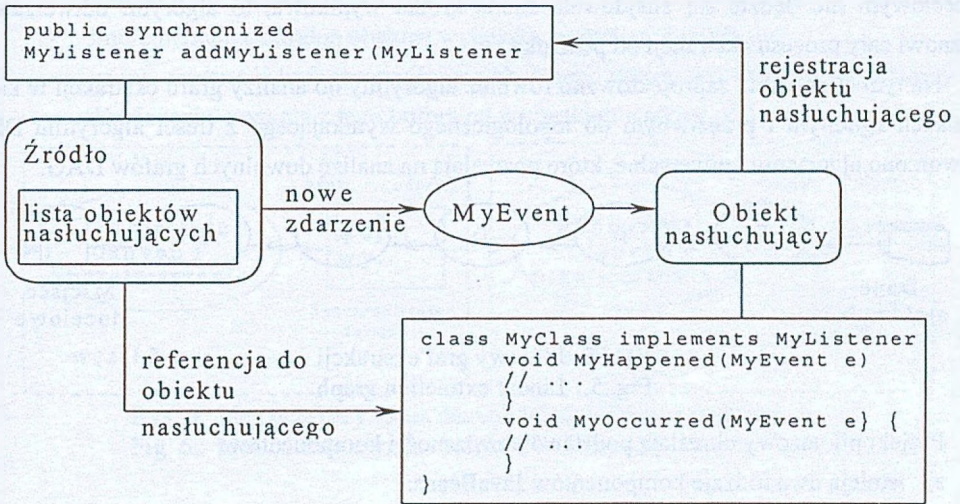 public synchronized
MyListener addMyListener(MyListener
Źródło
lista obiektów
nasłuchujących
nowe
zdarzenie
MyEvent
Obiekt
nasłuchujący
rejestracja
obiektu
nasłuchującego
referencja do
obiektu
nasłuchującego
class MyClass implements MyListener
void MyHappened(MyEvent e)
//...
}
void MyOccurred(MyEvent e} {
}
}